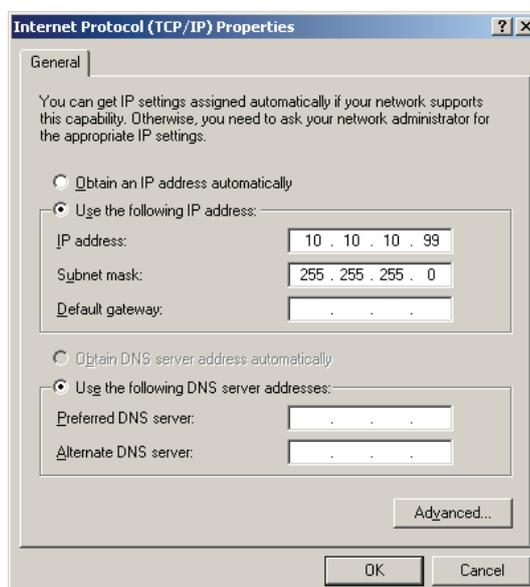 Internet Protocol (TCP/IP) Properties
General
You can get IP settings assigned automatically if your network supports
this capability. Otherwise, you need to ask your network administrator for
the appropriate IP settings.
Obtain an IP address automatically
Use the following IP address:
IP address: 10 . 10 . 10 . 99
Subnet mask: 255 . 255 . 255 . 0
Default gateway: . . .
Obtain DNS server address automatically
Use the following DNS server addresses:
Preferred DNS server: . . .
Alternate DNS server: . . .
Advanced...
OK Cancel